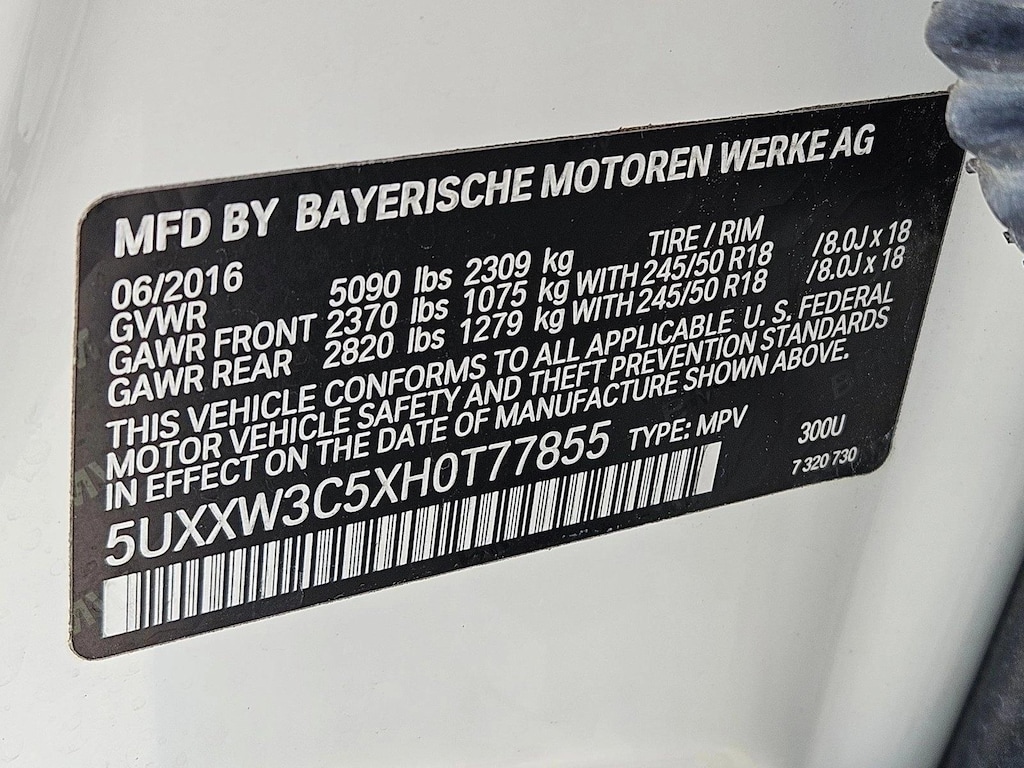 MFD BY BAYERISCHE MOTOREN WERKE AG
06/2016 TIRE / RIM
GVWR 5090 lbs 2309 kg
GAWR FRONT 2370 lbs 1075 kg WITH 245/50 R18 /8.0J x 18
GAWR REAR 2820 lbs 1279 kg WITH 245/50 R18 /8.0J x 18
THIS VEHICLE CONFORMS TO ALL APPLICABLE U. S. FEDERAL
MOTOR VEHICLE SAFETY AND THEFT PREVENTION STANDARDS
IN EFFECT ON THE DATE OF MANUFACTURE SHOWN ABOVE.
5UXXW3C5XH0T77855 TYPE: MPV 300U
7 320 730